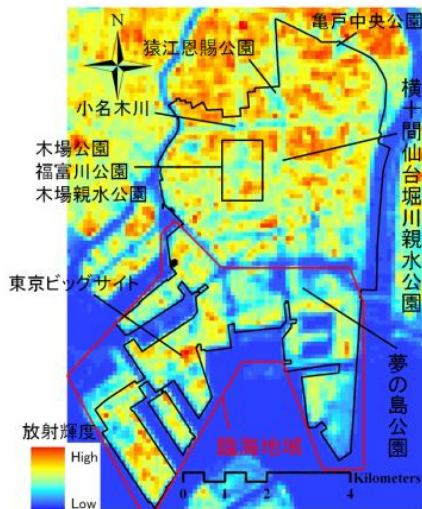 N
亀戸中央公園
猿江恩賜公園
小名木川
横十間仙台堀川親水公園
木場公園
福富川公園
木場親水公園
東京ビッグサイト
夢の島公園
放射輝度
High
Low
臨海地域
Kilometers
0
4